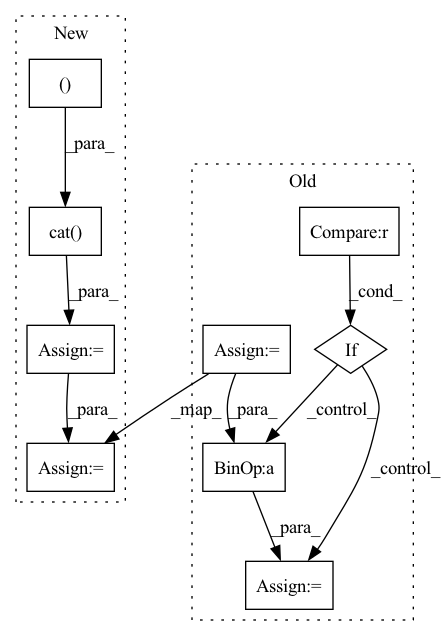 New
()
_para_
Old
cat()
Compare:r
_para_
_cond_
Assign:=
Assign:=
If
_para_
_map_
_para_
_control_
_control_
Assign:=
BinOp:a
_para_
Assign:=